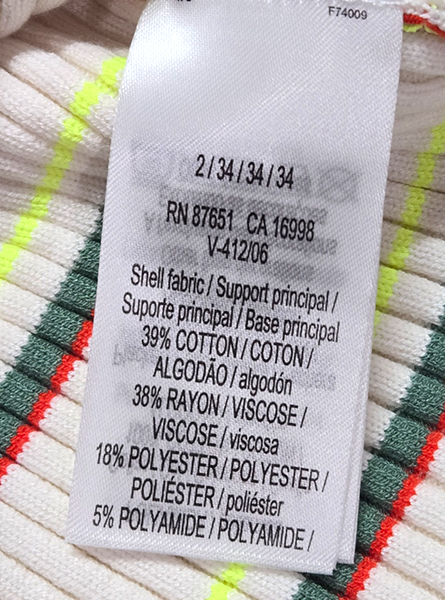 F74009
2 / 34 / 34 / 34
RN 87651 CA 16998
V-412/06
Shell fabric / Support principal /
Suporte principal / Base principal
39% COTTON / COTON /
ALGODÃO / algodón
38% RAYON / VISCOSE /
VISCOSE / viscosa
18% POLYESTER / POLYESTER /
POLIÉSTER / poliéster
5% POLYAMIDE / POLYAMIDE /